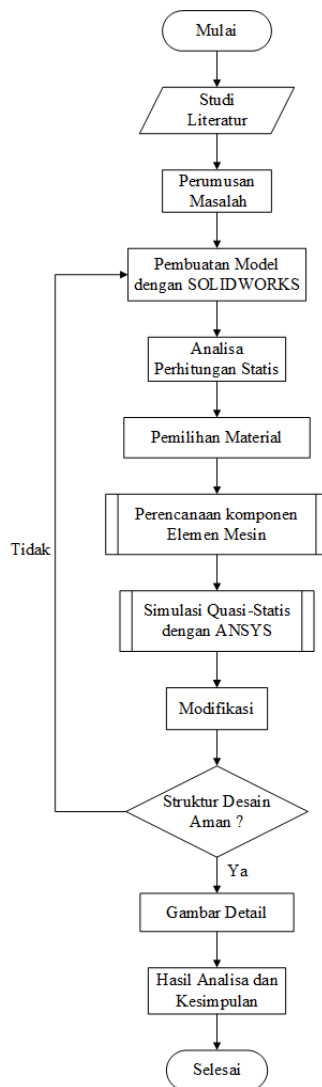 Mulai
Studi
Literatur
Perumusan
Masalah
Pembuatan Model
dengan SOLIDWORKS
Analisa
Perhitungan Statis
Pemilihan Material
Perencanaan komponen
Elemen Mesin
Tidak
Simulasi Quasi-Statis
dengan ANSYS
Modifikasi
Struktur Desain
Aman ?
Ya
Gambar Detail
Hasil Analisa dan
Kesimpulan
Selesai